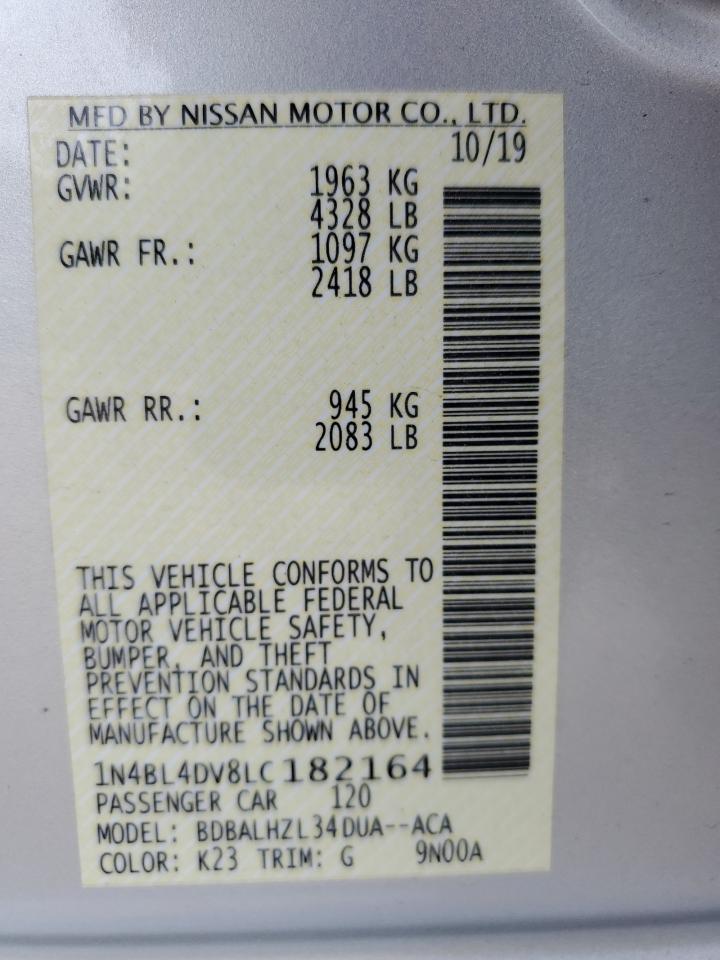 MFD BY NISSAN MOTOR CO., LTD.
DATE: 10/19
GVWR: 1963 KG
4328 LB
GAWR FR.: 1097 KG
2418 LB
GAWR RR.: 945 KG
2083 LB
THIS VEHICLE CONFORMS TO
ALL APPLICABLE FEDERAL
MOTOR VEHICLE SAFETY,
BUMPER, AND THEFT
PREVENTION STANDARDS IN
EFFECT ON THE DATE OF
MANUFACTURE SHOWN ABOVE.
1N4BL4DV8LC182164
PASSENGER CAR 120
MODEL: BDBALHZL34DUA--ACA
COLOR: K23 TRIM: G 9N00A